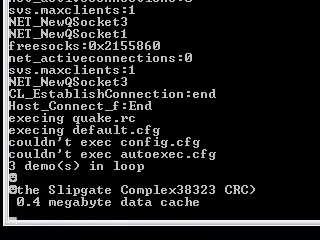 svs.maxclients:1
NET_NewQSocket3
NET_NewQSocket1
freesocks:0x2155860
net_activeconnections:0
svs.maxclients:1
NET_NewQSocket3
CL_EstablishConnection:end
Host_Connect_f:End
execing quake.rc
execing default.cfg
couldn't exec config.cfg
couldn't exec autoexec.cfg
3 demo(s) in loop
☻
☻the Slipgate Complex38323 CRC)
 0.4 megabyte data cache